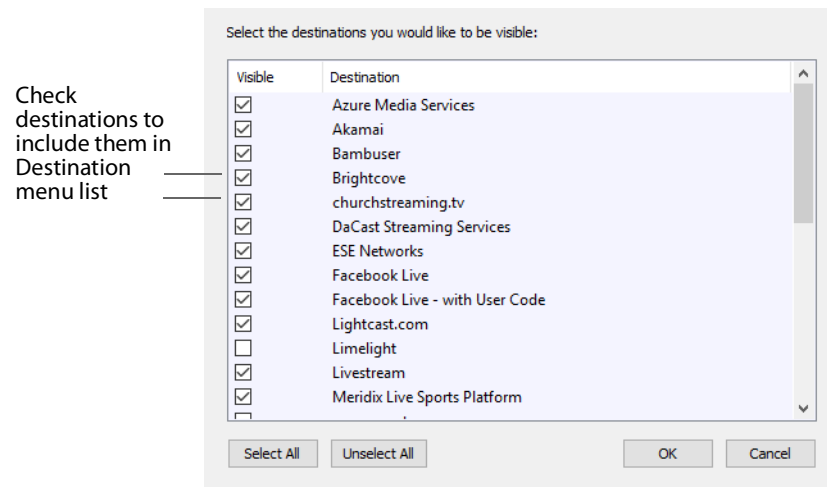 Select the destinations you would like to be visible:
Check
destinations to
include them in
Destination
menu list
Visible Destination
Azure Media Services
Akamai
Bambuser
Brightcove
churchstreaming.tv
DaCast Streaming Services
ESE Networks
Facebook Live
Facebook Live - with User Code
Lightcast.com
Limelight
Livestream
Meridix Live Sports Platform
Select All Unselect All OK Cancel